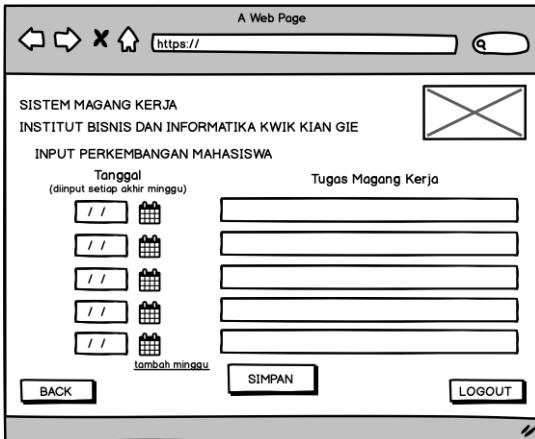 A Web Page
https://
SISTEM MAGANG KERJA
INSTITUT BISNIS DAN INFORMATIKA KWIK KIAN GIE
INPUT PERKEMBANGAN MAHASISWA
Tanggal
(diinput setiap akhir minggu)
Tugas Magang Kerja
/ /
/ /
/ /
/ /
/ /
tambah minggu
SIMPAN
BACK
LOGOUT